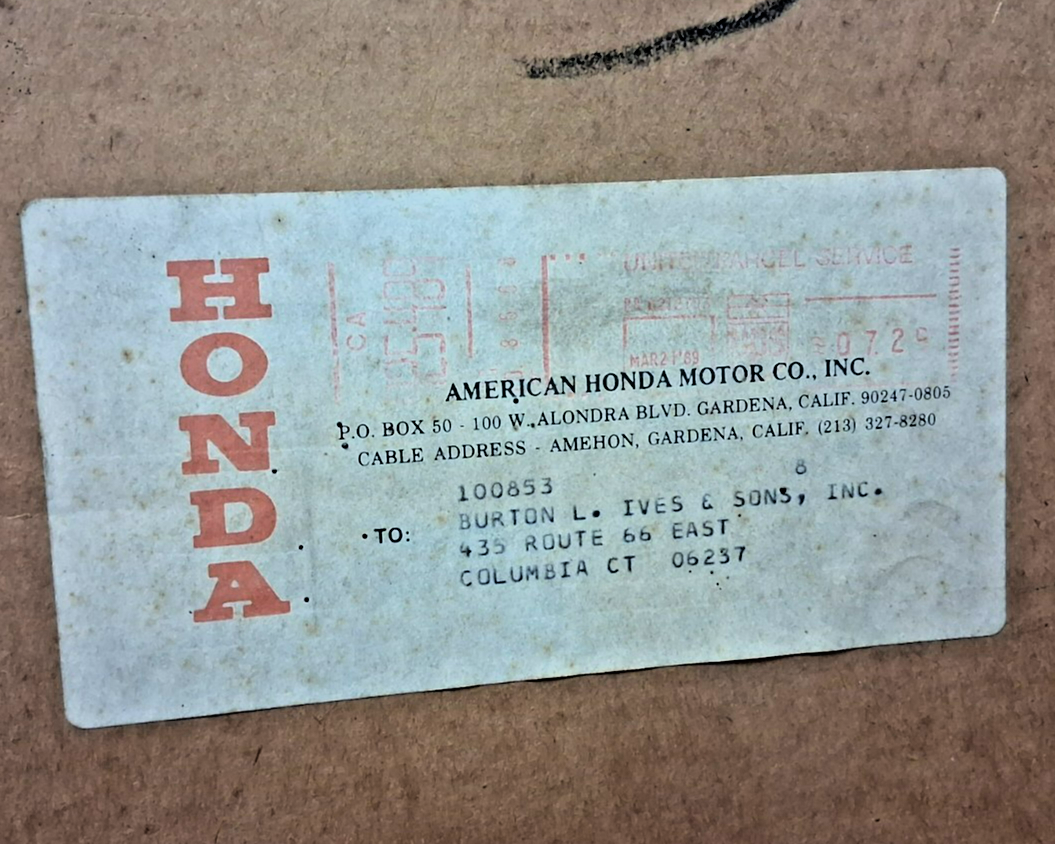 HONDA
CA
UNITED PARCEL SERVICE
MAR21'89
072
AMERICAN HONDA MOTOR CO., INC.
P.O. BOX 50 - 100 W. ALONDRA BLVD. GARDENA, CALIF. 90247-0805
CABLE ADDRESS - AMEHON, GARDENA, CALIF. (213) 327-8280
100853 8
TO: BURTON L. IVES & SONS, INC.
435 ROUTE 66 EAST
COLUMBIA CT 06237